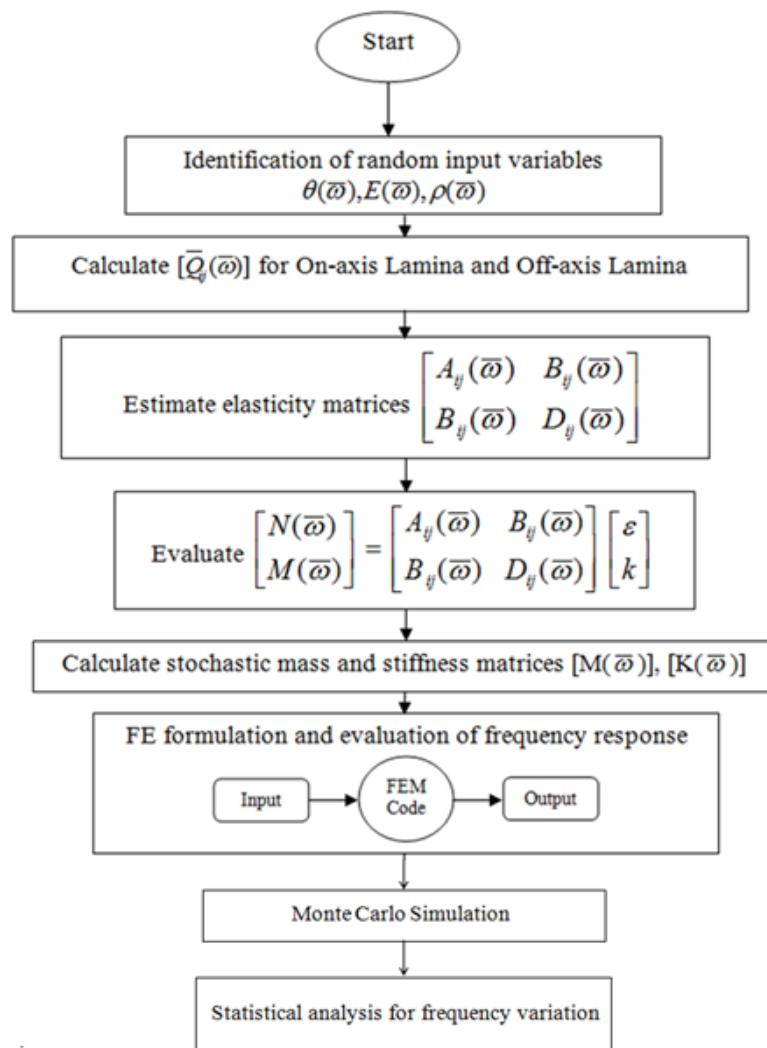 Start
Identification of random input variables
θ(ω̅),E(ω̅),ρ(ω̅)
Calculate [Q̅ij(ω̅)] for On-axis Lamina and Off-axis Lamina
Estimate elasticity matrices [Aij(ω̅) Bij(ω̅)
Bij(ω̅) Dij(ω̅)]
Evaluate [N(ω̅) M(ω̅)] = [Aij(ω̅) Bij(ω̅)
Bij(ω̅) Dij(ω̅)] [ε k]
Calculate stochastic mass and stiffness matrices [M(ω̅)], [K(ω̅)]
FE formulation and evaluation of frequency response
Input
FEM
Code
Output
Monte Carlo Simulation
Statistical analysis for frequency variation